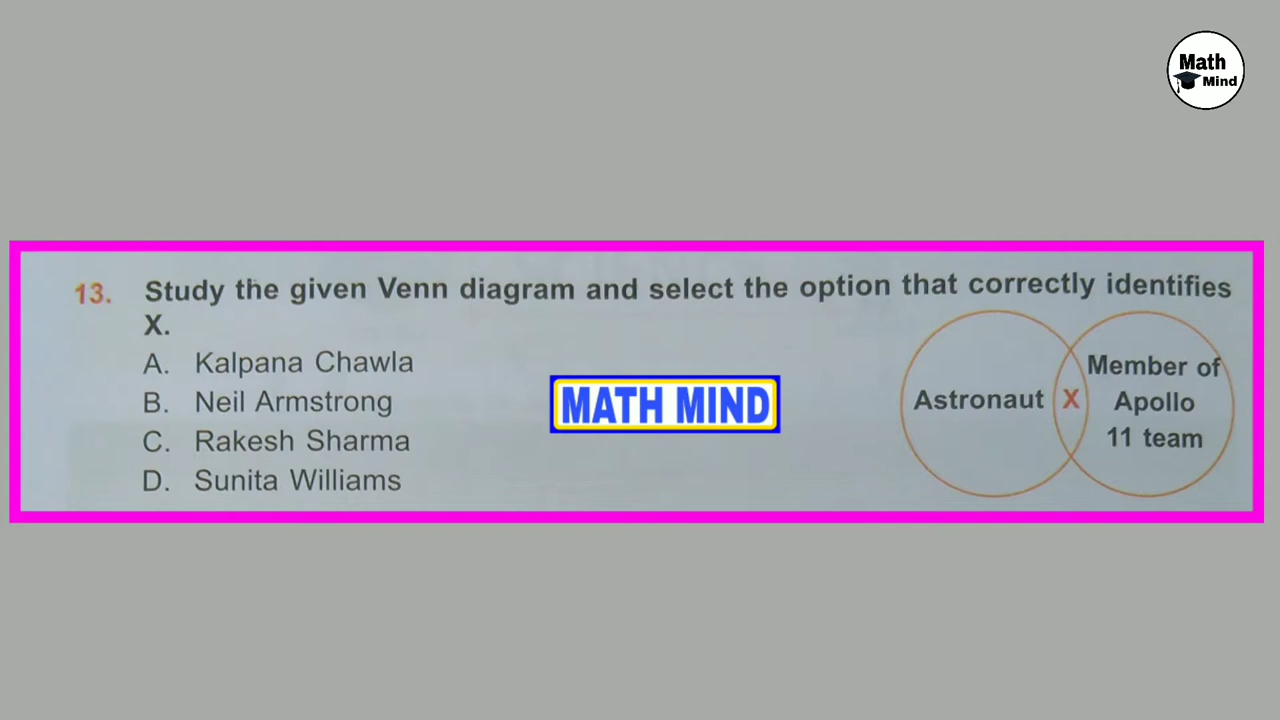 Math
Mind
13. Study the given Venn diagram and select the option that correctly identifies
X.
A. Kalpana Chawla
B. Neil Armstrong
C. Rakesh Sharma
D. Sunita Williams
MATH MIND
Astronaut
X
Member of
Apollo
11 team